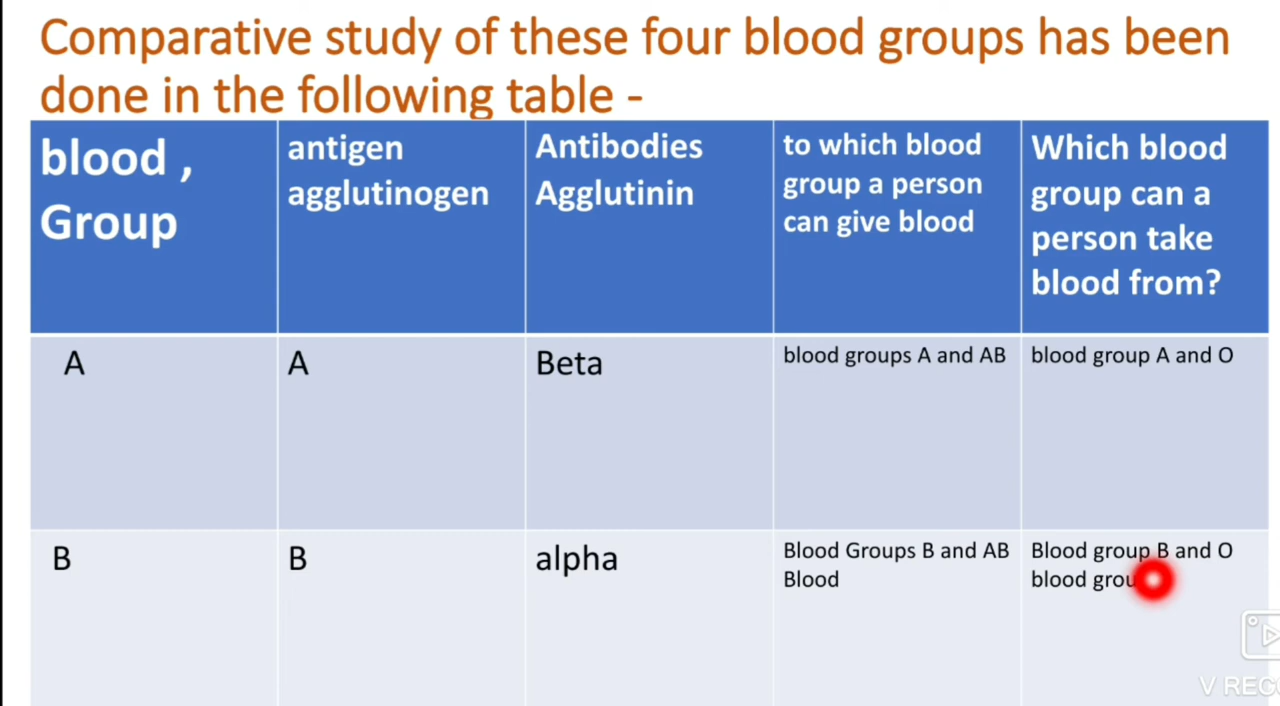 Comparative study of these four blood groups has been
done in the following table -
blood ,
Group
antigen
agglutinogen
Antibodies
Agglutinin
to which blood
group a person
can give blood
Which blood
group can a
person take
blood from?
A
A
Beta
blood groups A and AB
blood group A and O
B
B
alpha
Blood Groups B and AB
Blood
Blood group B and O
blood
V REC